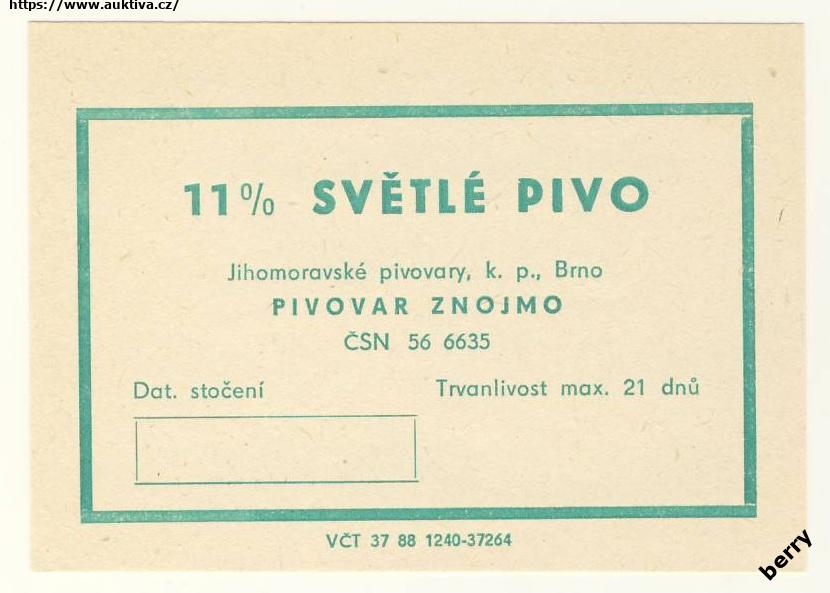 https://www.auktiva.cz/
11% SVĚTLÉ PIVO
Jihomoravské pivovary, k. p., Brno
PIVOVAR ZNOJMO
ČSN 56 6635
Dat. stočení
Trvanlivost max. 21 dnů
VČT 37 88 1240-37264
berry